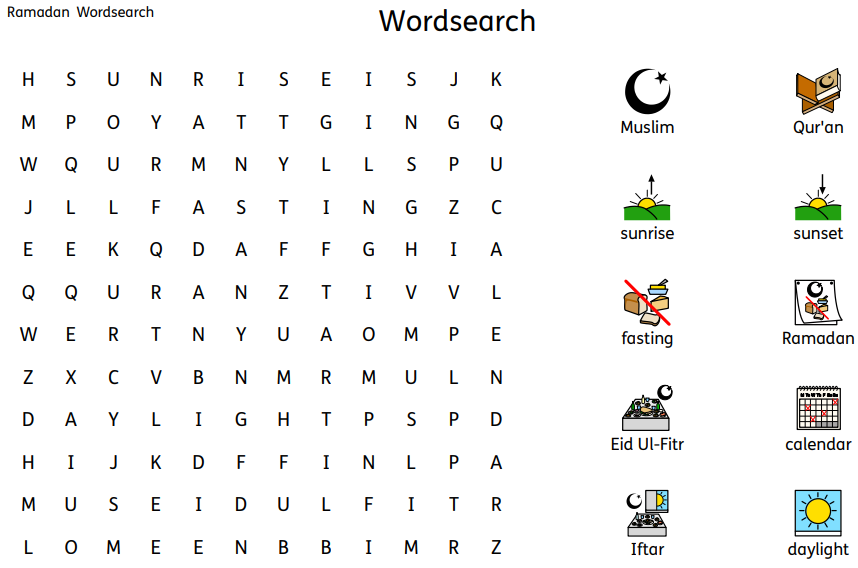 Ramadan Wordsearch
Wordsearch
H S U N R I S E I S J K
M P O Y A T T G I N G Q
W Q U R M N Y L L S P U
J L L F A S T I N G Z C
E E K Q D A F F G H I A
Q Q U R A N Z T I V V L
W E R T N Y U A O M P E
Z X C V B N M R M U L N
D A Y L I G H T P S P D
H I J K D F F I N L P A
M U S E I D U L F I T R
L O M E E N B B I M R Z
Muslim Qur'an
sunrise sunset
fasting Ramadan
Eid Ul-Fitr calendar
Iftar daylight